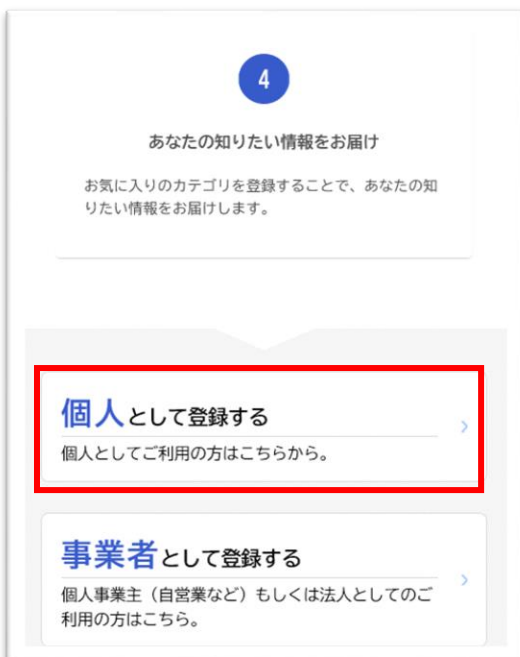 4
あなたの知りたい情報をお届け
お気に入りのカテゴリを登録することで、あなたの知
りたい情報をお届けします。
個人として登録する
個人としてご利用の方はこちらから。
事業者として登録する
個人事業主（自営業など）もしくは法人としてのご
利用の方はこちら。